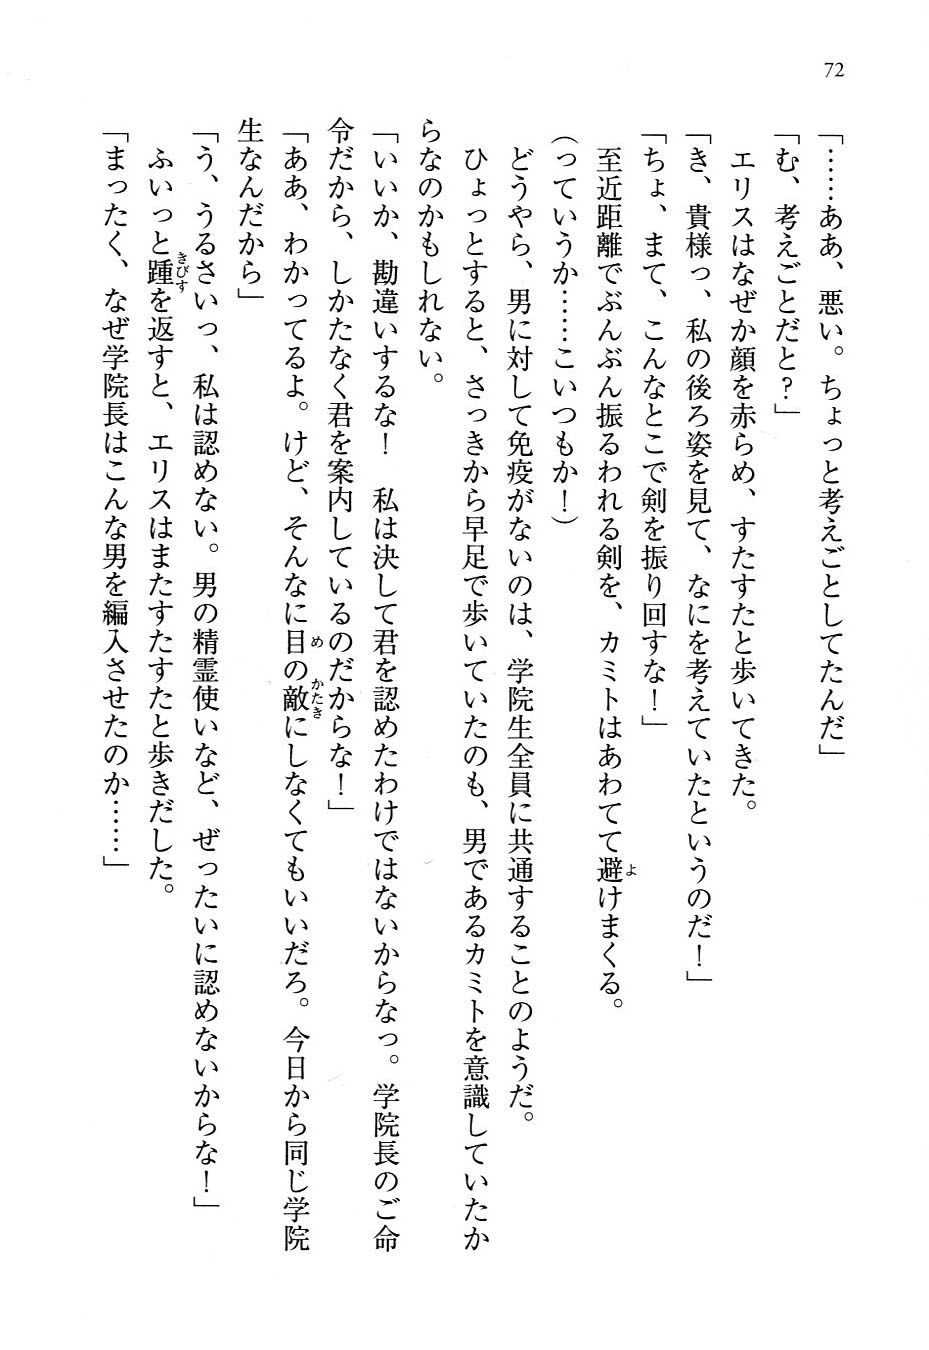 72
「……ああ、悪い。ちょっと考えごとしてたんだ」
「む、考えごとだと？」
　エリスはなぜか顔を赤らめ、すたすたと歩いてきた。
「き、貴様っ、私の後ろ姿を見て、なにを考えていたというのだ！」
「ちょ、まて、こんなとこで剣を振り回すな！」
　至近距離でぶんぶん振るわれる剣を、カミトはあわてて避よけまくる。
（っていうか……こいつもか！）
　どうやら、男に対して免疫がないのは、学院生全員に共通することのようだ。
　ひょっとすると、さっきから早足で歩いていたのも、男であるカミトを意識していたか
らなのかもしれない。
「いいか、勘違いするな！　私は決して君を認めたわけではないからなっ。学院長のご命
令だから、しかたなく君を案内しているのだからな！」
「ああ、わかってるよ。けど、そんなに目めの敵かたきにしなくてもいいだろ。今日から同じ学院
生なんだから」
「う、うるさいっ、私は認めない。男の精霊使いなど、ぜったいに認めないからな！」
　ふいっと踵きびすを返すと、エリスはまたすたすたと歩きだした。
「まったく、なぜ学院長はこんな男を編入させたのか……」